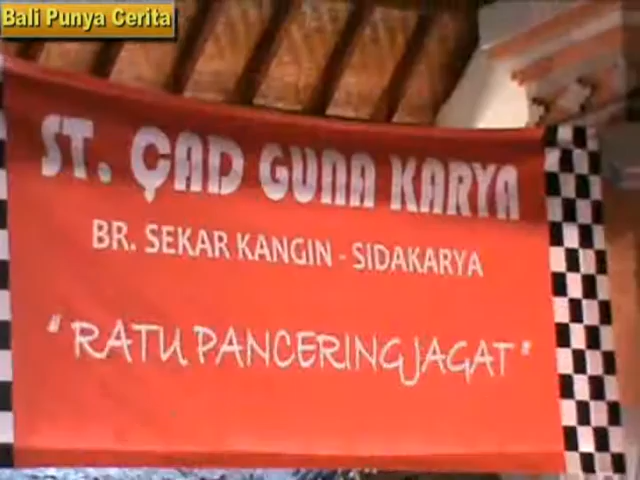 Bali Punya Cerita
ST. ÇAD GUNA KARYA
BR. SEKAR KANGIN - SIDAKARYA
"RATU PANCERING JAGAT"